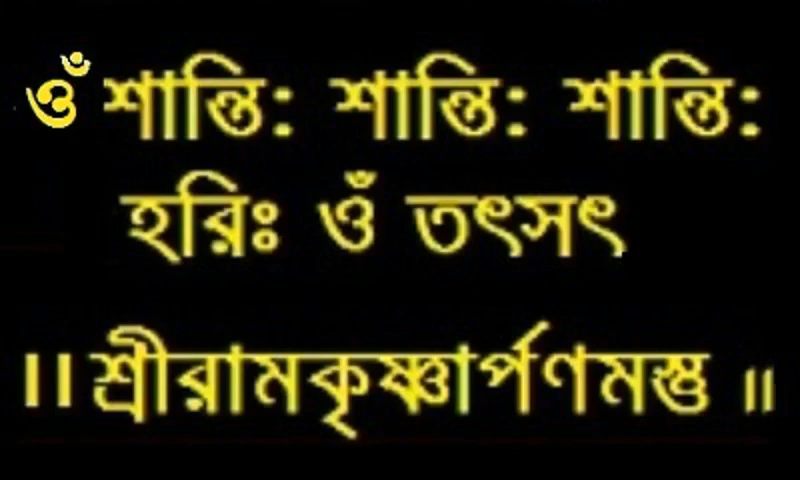 ওঁ শান্তি: শান্তি: শান্তি:
হরিঃ ওঁ তৎসৎ
।। শ্রীরামকৃষ্ণার্পণমস্তু ॥